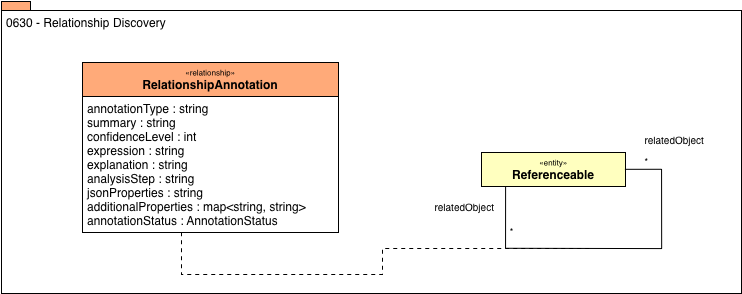 0630 - Relationship Discovery
«relationship»
RelationshipAnnotation
annotationType : string
summary : string
confidenceLevel : int
expression : string
explanation : string
analysisStep : string
jsonProperties : string
additionalProperties : map<string, string>
annotationStatus : AnnotationStatus
relatedObject
*
«entity»
Referenceable
relatedObject
*